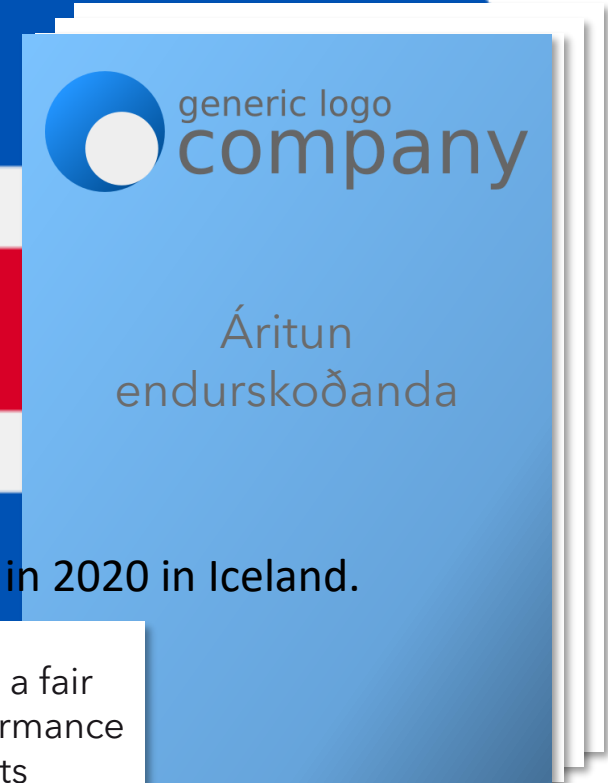 generic logo
company
Áritun
endurskoðanda
in 2020 in Iceland.
a fair
rmance
ts